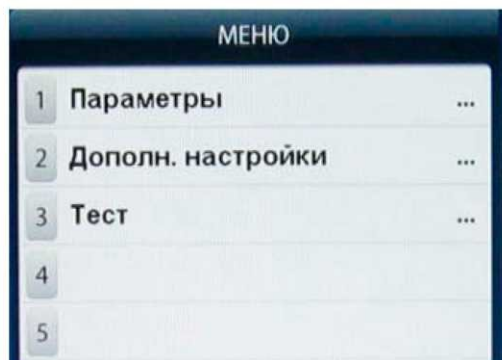 МЕНЮ
1 Параметры ...
2 Дополн. настройки ...
3 Тест ...
4
5